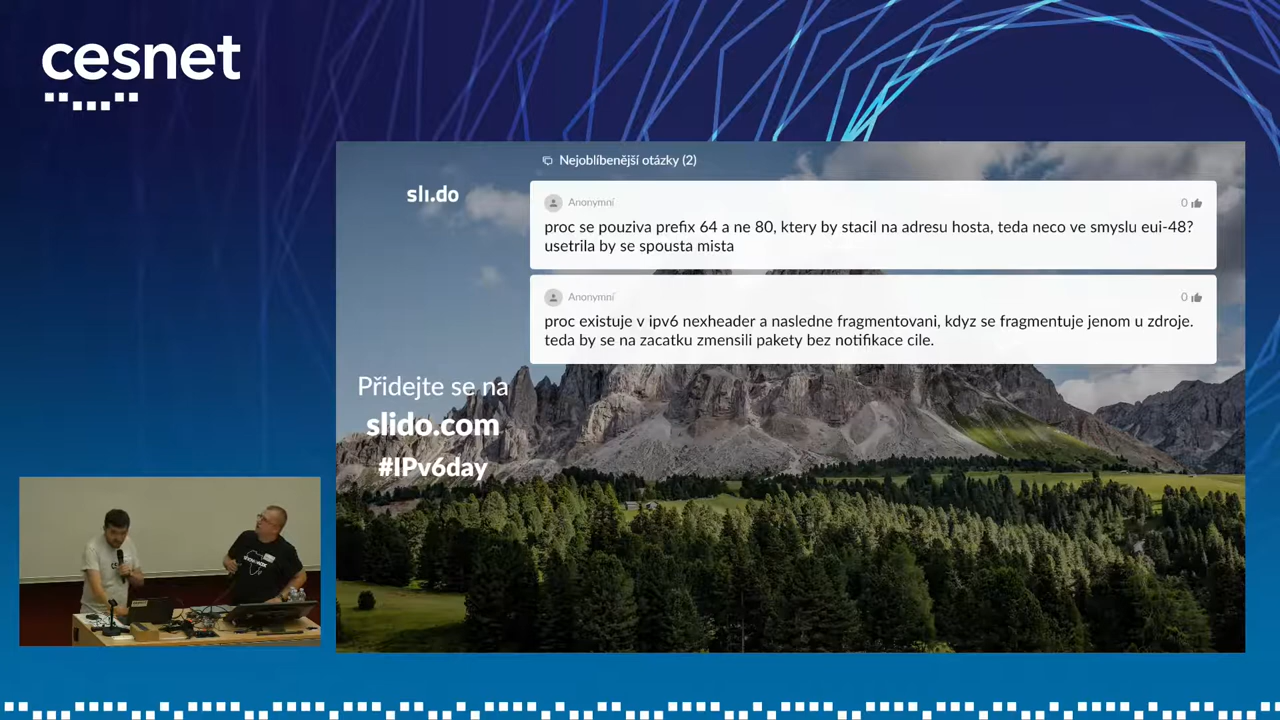 cesnet
Nejoblíbenější otázky (2)
sli.do
Anonymní
0
proc se pouziva prefix 64 a ne 80, ktery by stacil na adresu hosta, teda neco ve smyslu eui-48?
usetrila by se spousta mista
Anonymní
0
proc existuje v ipv6 nexheader a nasledne fragmentovani, kdyz se fragmentuje jenom u zdroje.
teda by se na zacatku zmensili pakety bez notifikace cile.
Přidejte se na
slido.com
#IPv6day